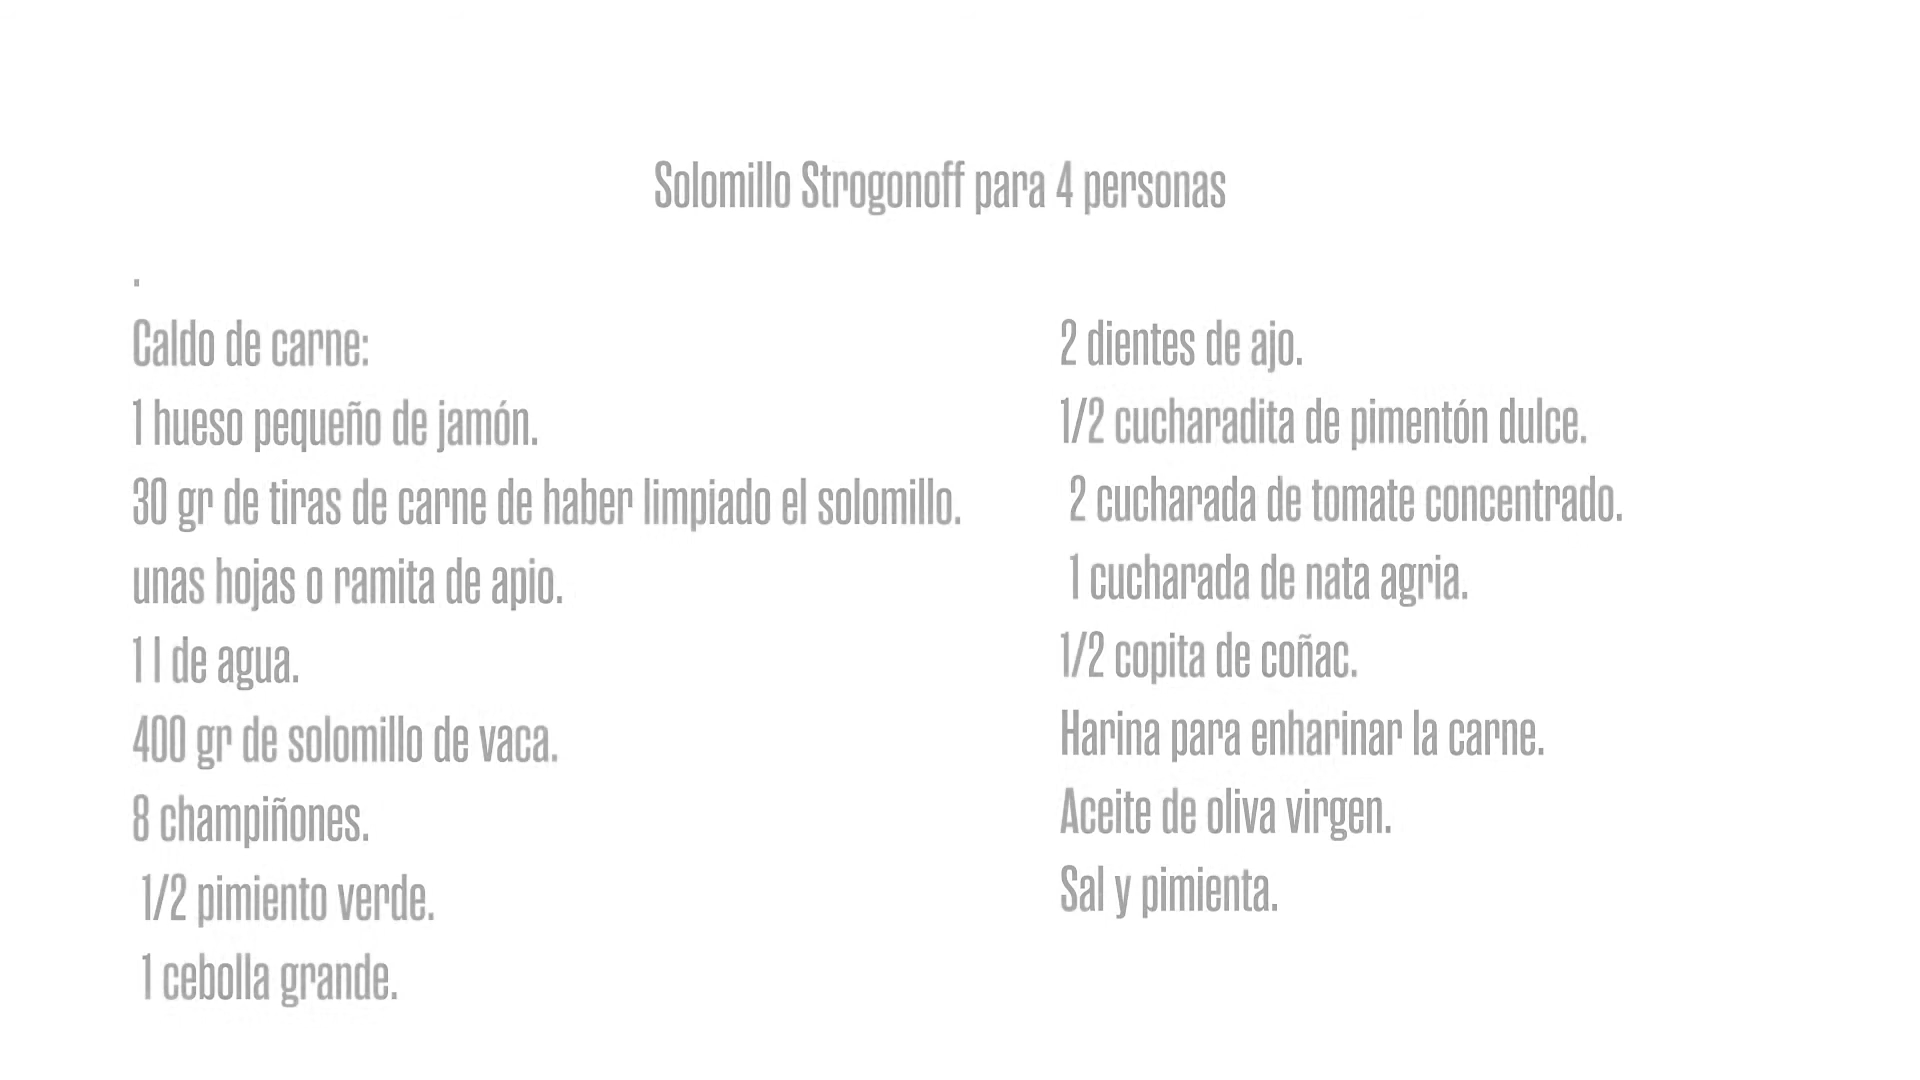 Solomillo Strogonoff para 4 personas
.
Caldo de carne:
1 hueso pequeño de jamón.
30 gr de tiras de carne de haber limpiado el solomillo.
unas hojas o ramita de apio.
1 l de agua.
400 gr de solomillo de vaca.
8 champiñones.
1/2 pimiento verde.
1 cebolla grande.
2 dientes de ajo.
1/2 cucharadita de pimentón dulce.
2 cucharada de tomate concentrado.
1 cucharada de nata agria.
1/2 copita de coñac.
Harina para enharinar la carne.
Aceite de oliva virgen.
Sal y pimienta.